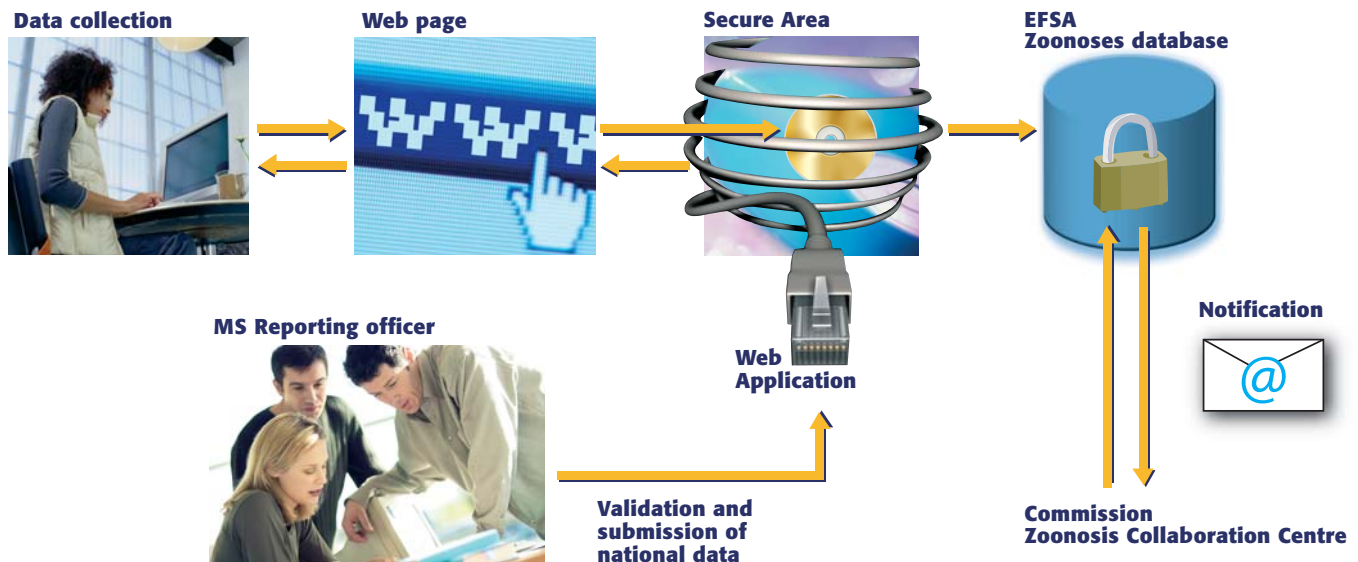 Data collection
Web page
Secure Area
EFSA
Zoonoses database
www
MS Reporting officer
Web
Application
Notification
@
Validation and
submission of
national data
Commission
Zoonosis Collaboration Centre